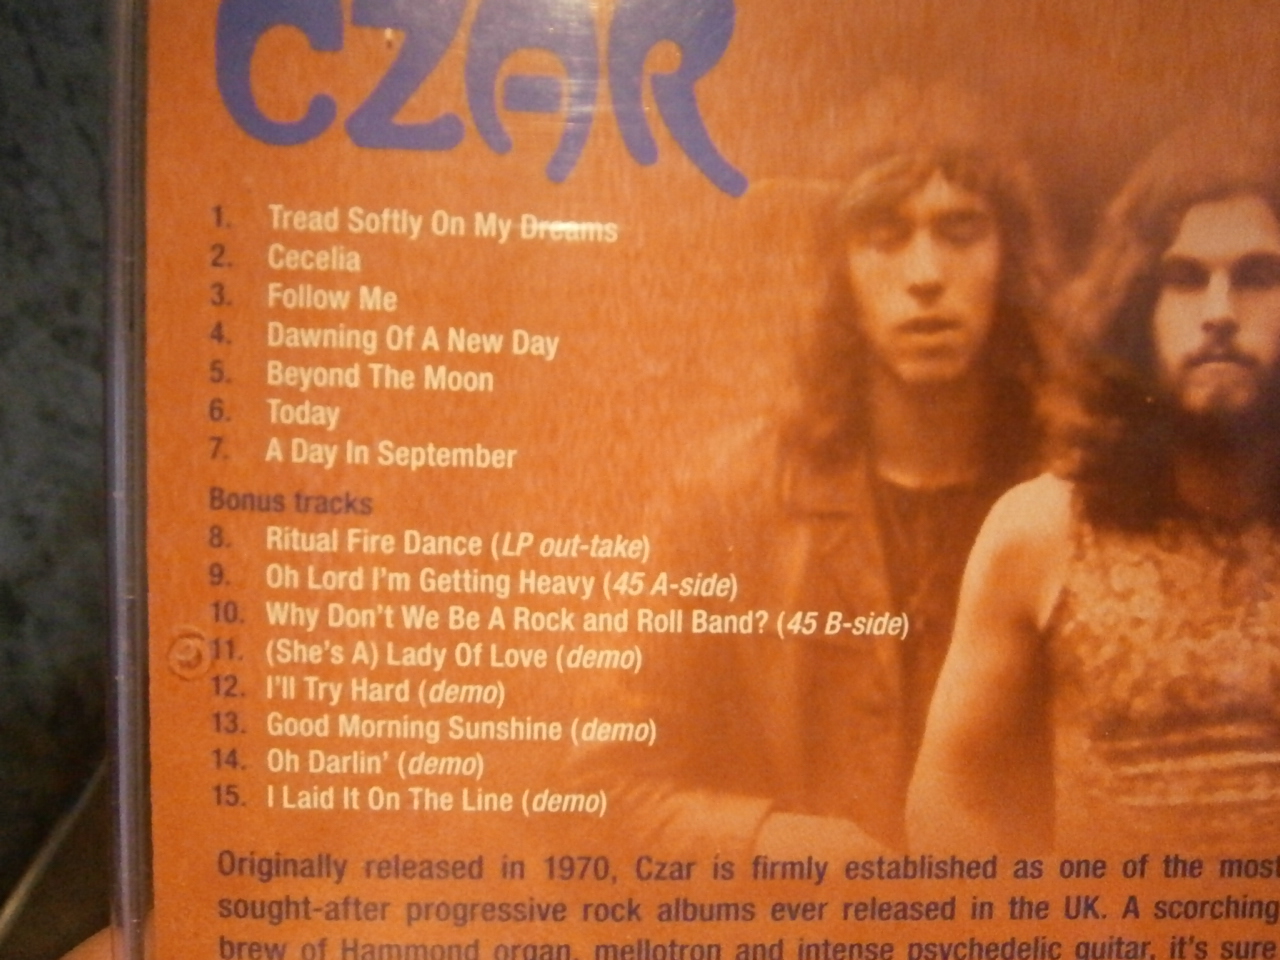 CZAR
1. Tread Softly On My Dreams
2. Cecelia
3. Follow Me
4. Dawning Of A New Day
5. Beyond The Moon
6. Today
7. A Day In September
Bonus tracks
8. Ritual Fire Dance (LP out-take)
9. Oh Lord I'm Getting Heavy (45 A-side)
10. Why Don't We Be A Rock and Roll Band? (45 B-side)
11. (She's A) Lady Of Love (demo)
12. I'll Try Hard (demo)
13. Good Morning Sunshine (demo)
14. Oh Darlin' (demo)
15. I Laid It On The Line (demo)
Originally released in 1970, Czar is firmly established as one of the most
sought-after progressive rock albums ever released in the UK. A scorching
brew of Hammond organ, mellotron and intense psychedelic guitar, it's sure